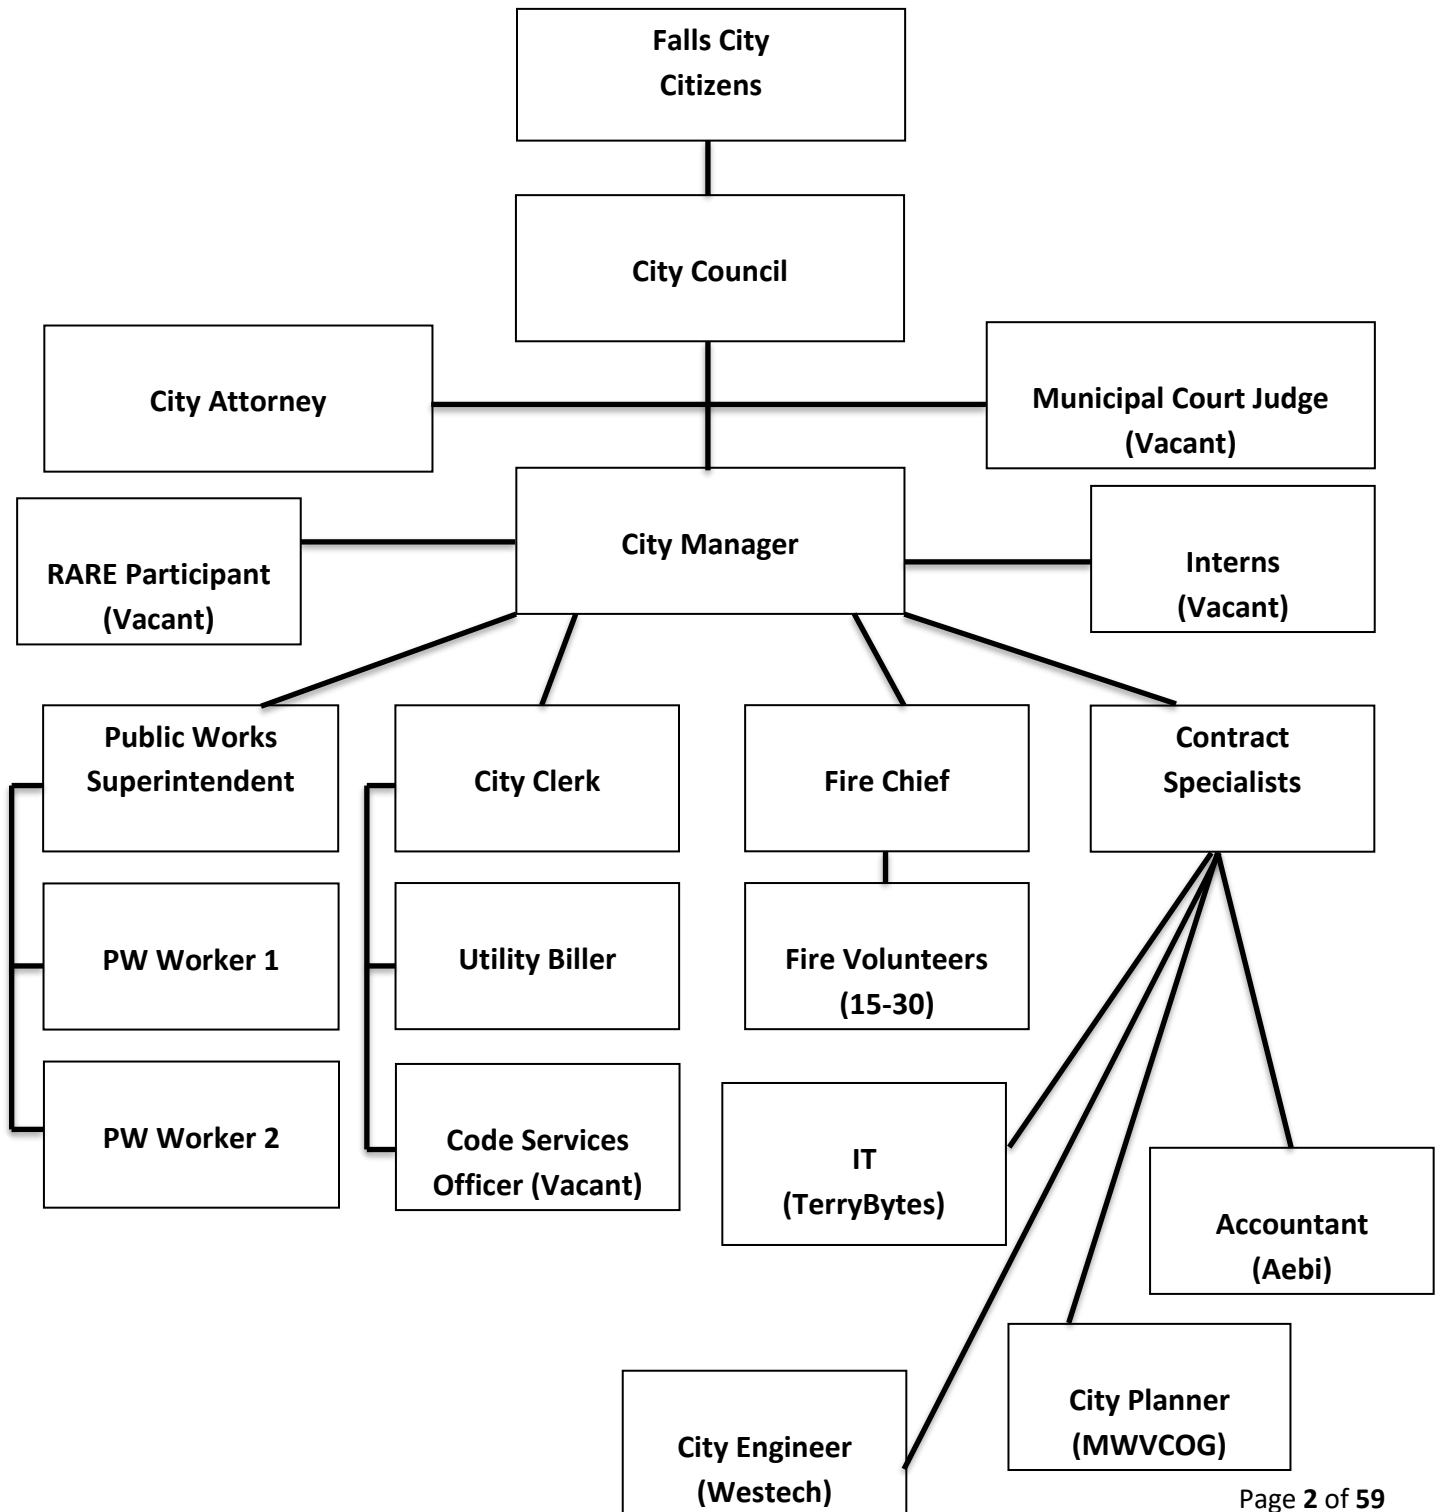 Falls City
Citizens
City Council
City Attorney
Municipal Court Judge
(Vacant)
City Manager
RARE Participant
(Vacant)
Interns
(Vacant)
Public Works
Superintendent
City Clerk
Fire Chief
Contract
Specialists
PW Worker 1
Utility Biller
Fire Volunteers
(15-30)
PW Worker 2
Code Services
Officer (Vacant)
IT
(TerryBytes)
Accountant
(Aebi)
City Planner
(MWVCOG)
City Engineer
(Westech)
Page 2 of 59